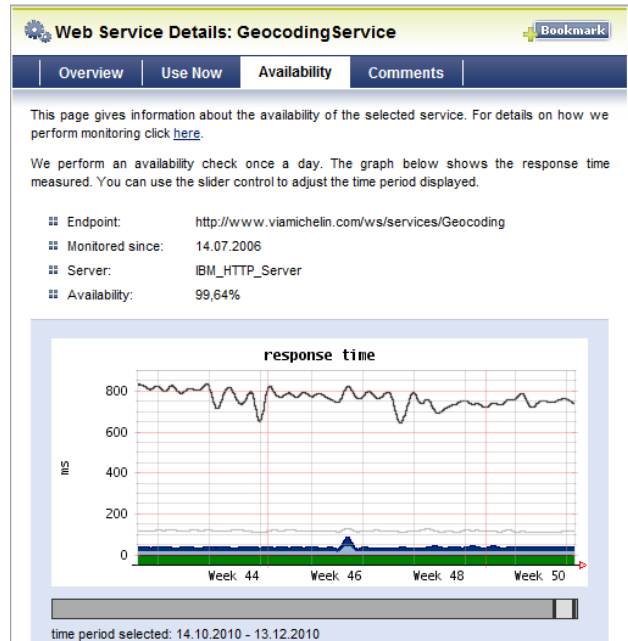 Web Service Details: GeocodingService
Bookmark
Overview Use Now Availability Comments
This page gives information about the availability of the selected service. For details on how we
perform monitoring click here.
We perform an availability check once a day. The graph below shows the response time
measured. You can use the slider control to adjust the time period displayed.
Endpoint: http://www.viamichelin.com/ws/services/Geocoding
Monitored since: 14.07.2006
Server: IBM_HTTP_Server
Availability: 99,64%
response time
800
600
ms
400
200
0
Week 44 Week 46 Week 48 Week 50
time period selected: 14.10.2010 - 13.12.2010